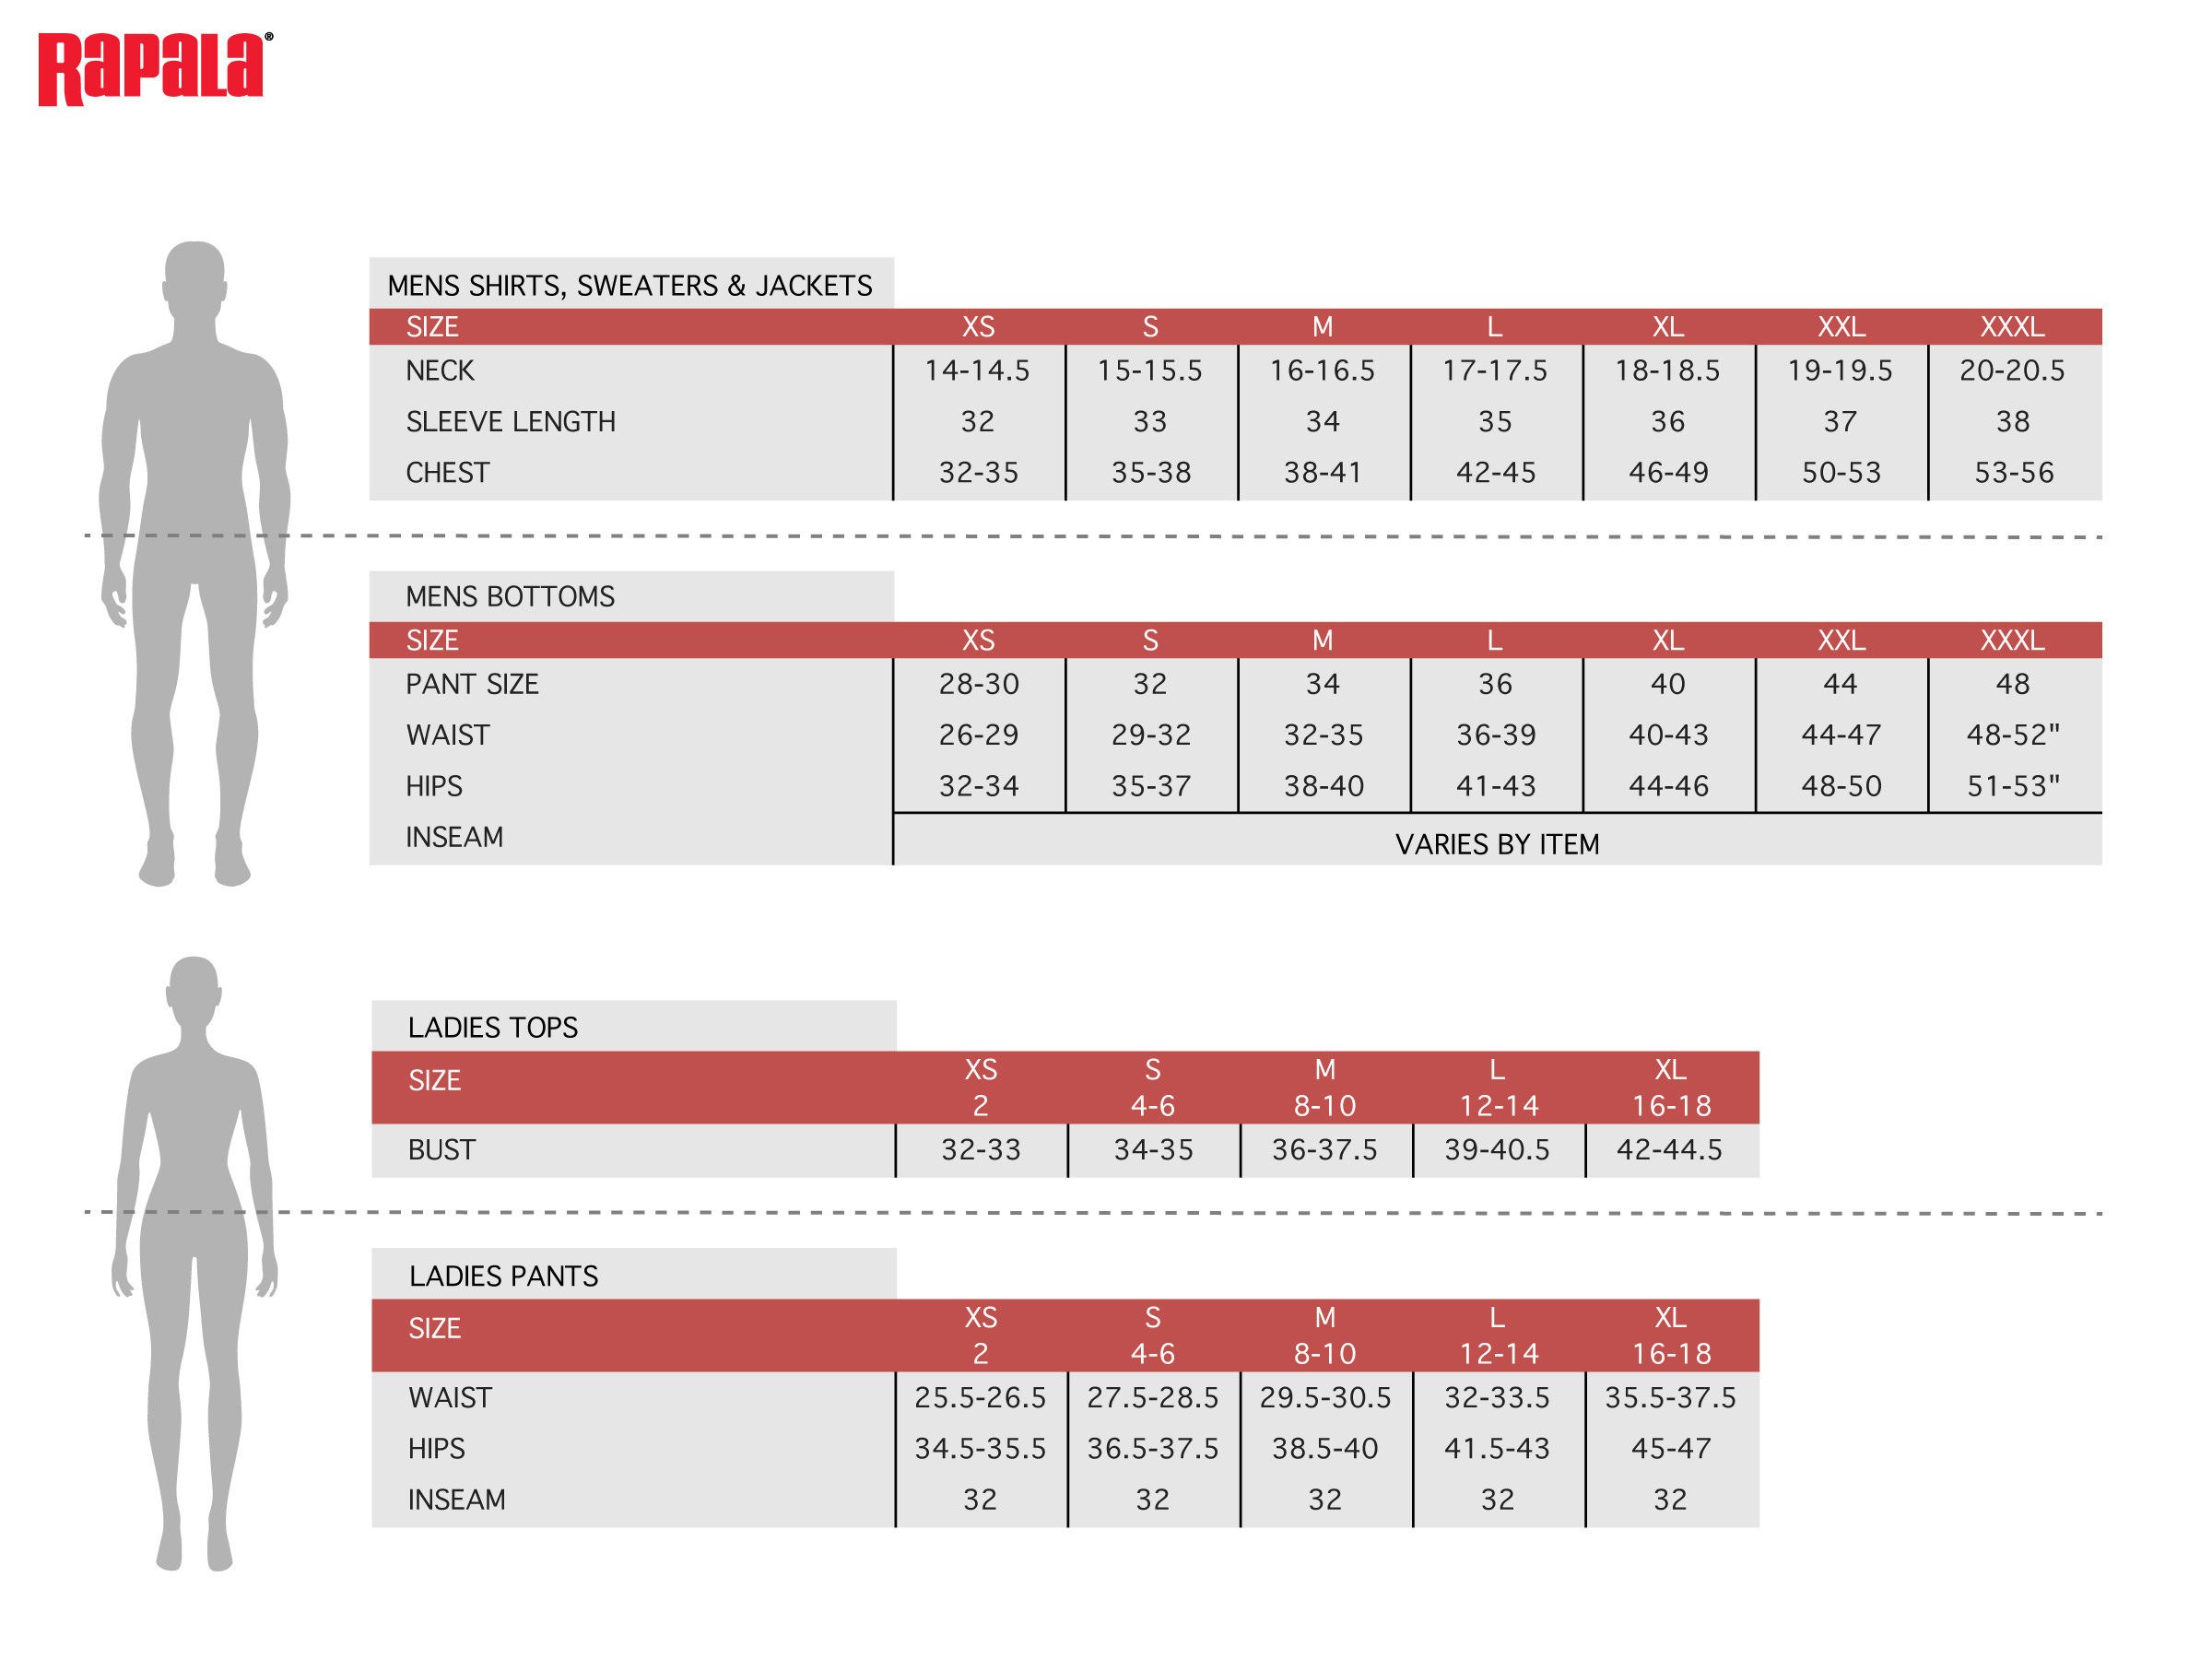 RAPALA®
MENS SHIRTS, SWEATERS & JACKETS
SIZE XS S M L XL XXL XXXL
NECK 14-14.5 15-15.5 16-16.5 17-17.5 18-18.5 19-19.5 20-20.5
SLEEVE LENGTH 32 33 34 35 36 37 38
CHEST 32-35 35-38 38-41 42-45 46-49 50-53 53-56
MENS BOTTOMS
SIZE XS S M L XL XXL XXXL
PANT SIZE 28-30 32 34 36 40 44 48
WAIST 26-29 29-32 32-35 36-39 40-43 44-47 48-52"
HIPS 32-34 35-37 38-40 41-43 44-46 48-50 51-53"
INSEAM VARIES BY ITEM
LADIES TOPS
SIZE XS S M L XL
2 4-6 8-10 12-14 16-18
BUST 32-33 34-35 36-37.5 39-40.5 42-44.5
LADIES PANTS
SIZE XS S M L XL
2 4-6 8-10 12-14 16-18
WAIST 25.5-26.5 27.5-28.5 29.5-30.5 32-33.5 35.5-37.5
HIPS 34.5-35.5 36.5-37.5 38.5-40 41.5-43 45-47
INSEAM 32 32 32 32 32